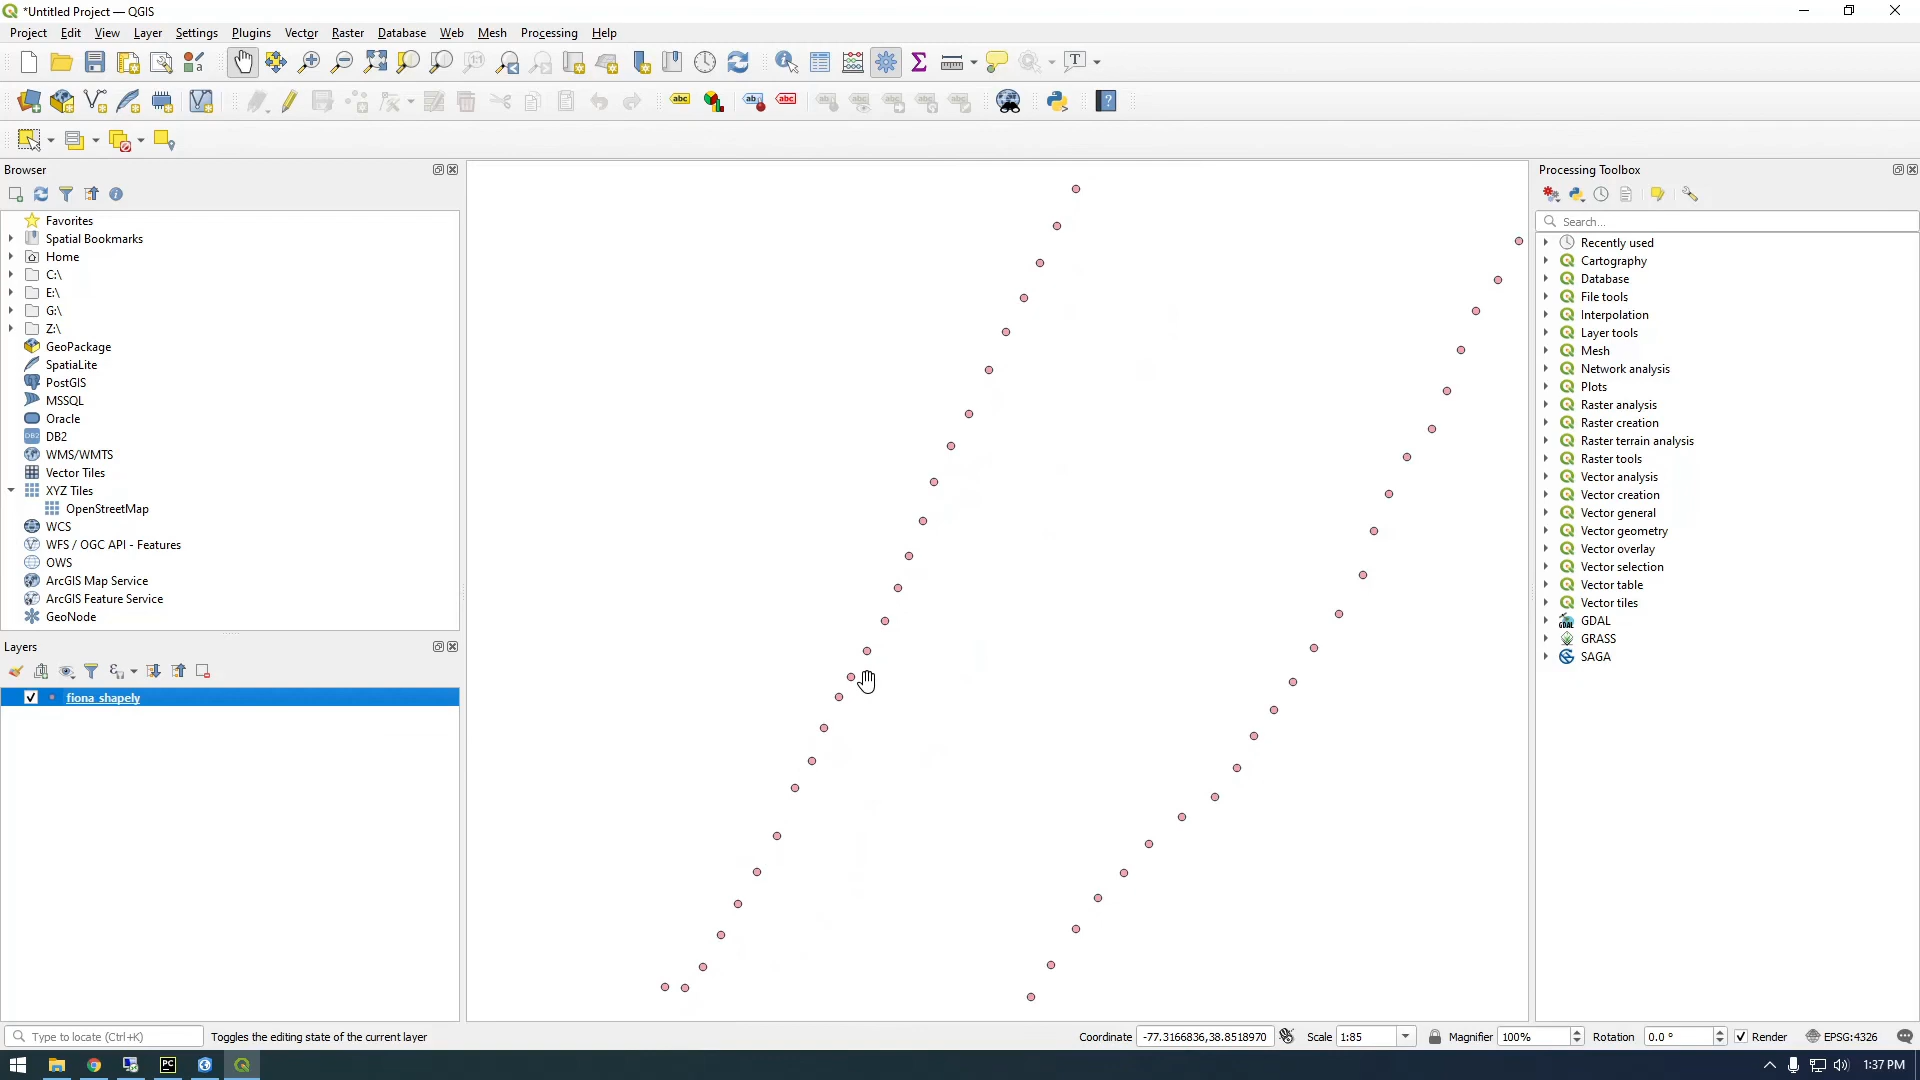 *Untitled Project — QGIS
Project Edit View Layer Settings Plugins Vector Raster Database Web Mesh Processing Help
Browser
Favorites
Spatial Bookmarks
Home
C:\
E:\
G:\
Z:\
GeoPackage
SpatiaLite
PostGIS
MSSQL
Oracle
DB2
WMS/WMTS
Vector Tiles
XYZ Tiles
OpenStreetMap
WCS
WFS / OGC API - Features
OWS
ArcGIS Map Service
ArcGIS Feature Service
GeoNode
Layers
fiona_shapely
Processing Toolbox
Search...
Recently used
Cartography
Database
File tools
Interpolation
Layer tools
Mesh
Network analysis
Plots
Raster analysis
Raster creation
Raster terrain analysis
Raster tools
Vector analysis
Vector creation
Vector general
Vector geometry
Vector overlay
Vector selection
Vector table
Vector tiles
GDAL
GRASS
SAGA
Type to locate (Ctrl+K) Toggles the editing state of the current layer Coordinate -77.3166836,38.8518970 Scale 1:85 Magnifier 100% Rotation 0.0 ° Render EPSG:4326
1:37 PM